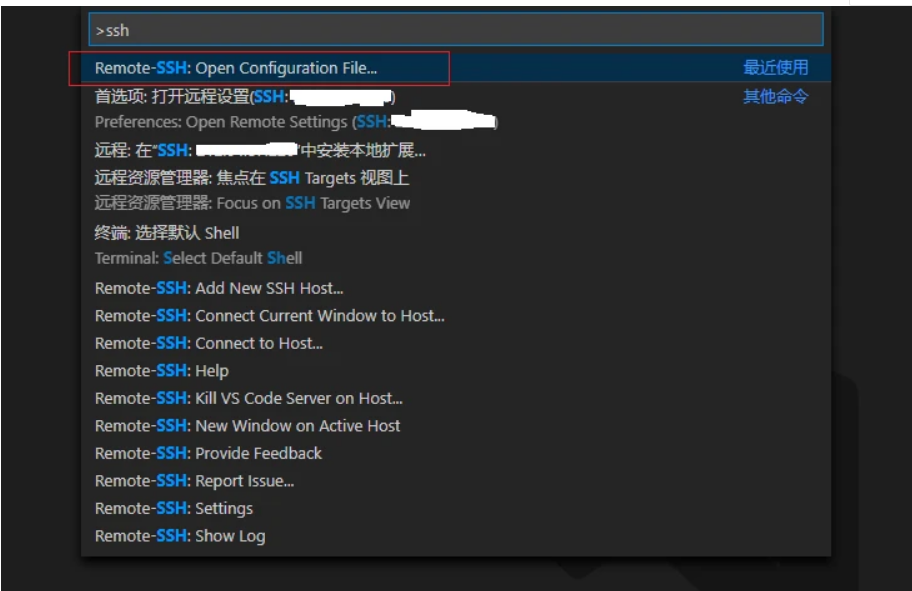 >ssh
Remote-SSH: Open Configuration File...
最近使用
首选项: 打开远程设置(SSH: )
其他命令
Preferences: Open Remote Settings (SSH: )
远程: 在"SSH: "中安装本地扩展...
远程资源管理器: 焦点在 SSH Targets 视图上
远程资源管理器: Focus on SSH Targets View
终端: 选择默认 Shell
Terminal: Select Default Shell
Remote-SSH: Add New SSH Host...
Remote-SSH: Connect Current Window to Host...
Remote-SSH: Connect to Host...
Remote-SSH: Help
Remote-SSH: Kill VS Code Server on Host...
Remote-SSH: New Window on Active Host
Remote-SSH: Provide Feedback
Remote-SSH: Report Issue...
Remote-SSH: Settings
Remote-SSH: Show Log